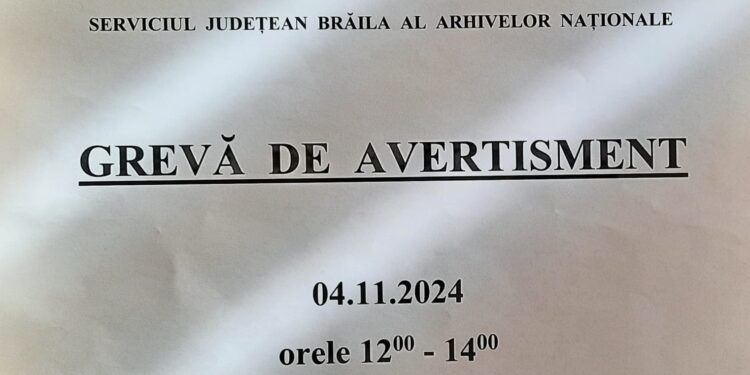 SERVICIUL JUDEȚEAN BRĂILA AL ARHIVELOR NAȚIONALE
GREVĂ DE AVERTISMENT
04.11.2024
orele 12⁰⁰ - 14⁰⁰